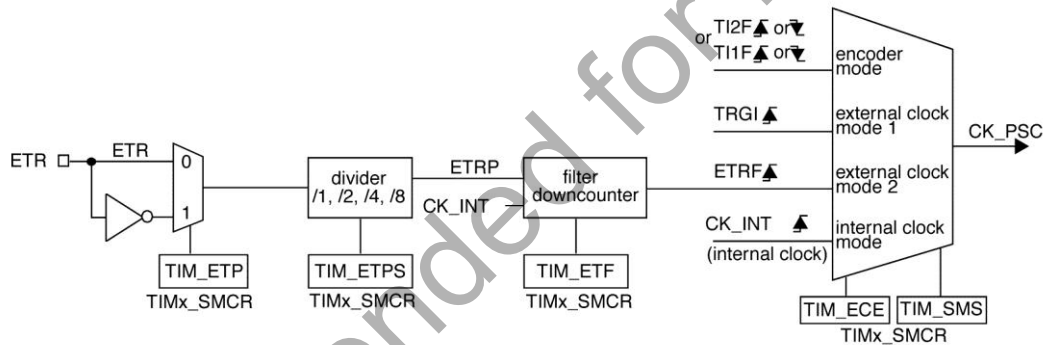 or TI2F or
TI1F or
encoder
mode
TRGI
external clock
mode 1
CK_PSC
ETR
ETR
0
1
divider
/1, /2, /4, /8
ETRP
CK_INT
filter
downcounter
ETRF
external clock
mode 2
CK_INT
(internal clock)
internal clock
mode
TIM_ETP
TIMx_SMCR
TIM_ETPS
TIMx_SMCR
TIM_ETF
TIMx_SMCR
TIM_ECE
TIM_SMS
TIMx_SMCR
ended for